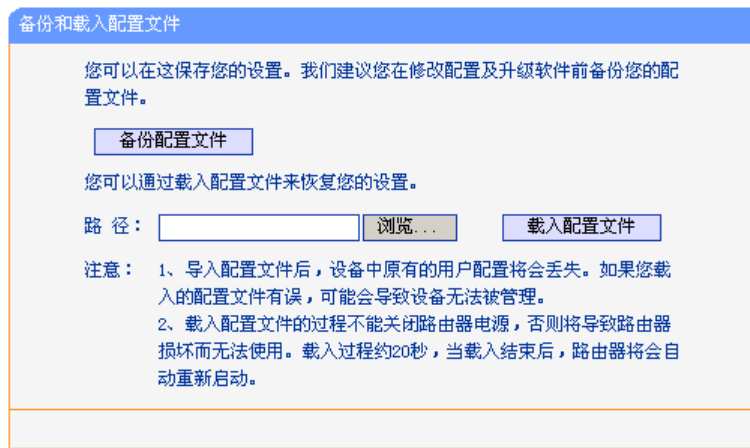 备份和载入配置文件
您可以在这保存您的设置。我们建议您在修改配置及升级软件前备份您的配
置文件。
备份配置文件
您可以通过载入配置文件来恢复您的设置。
路 径： 浏览... 载入配置文件
注意： 1、导入配置文件后，设备中原有的用户配置将会丢失。如果您载
入的配置文件有误，可能会导致设备无法被管理。
2、载入配置文件的过程不能关闭路由器电源，否则将导致路由器
损坏而无法使用。载入过程约20秒，当载入结束后，路由器将会自
动重新启动。